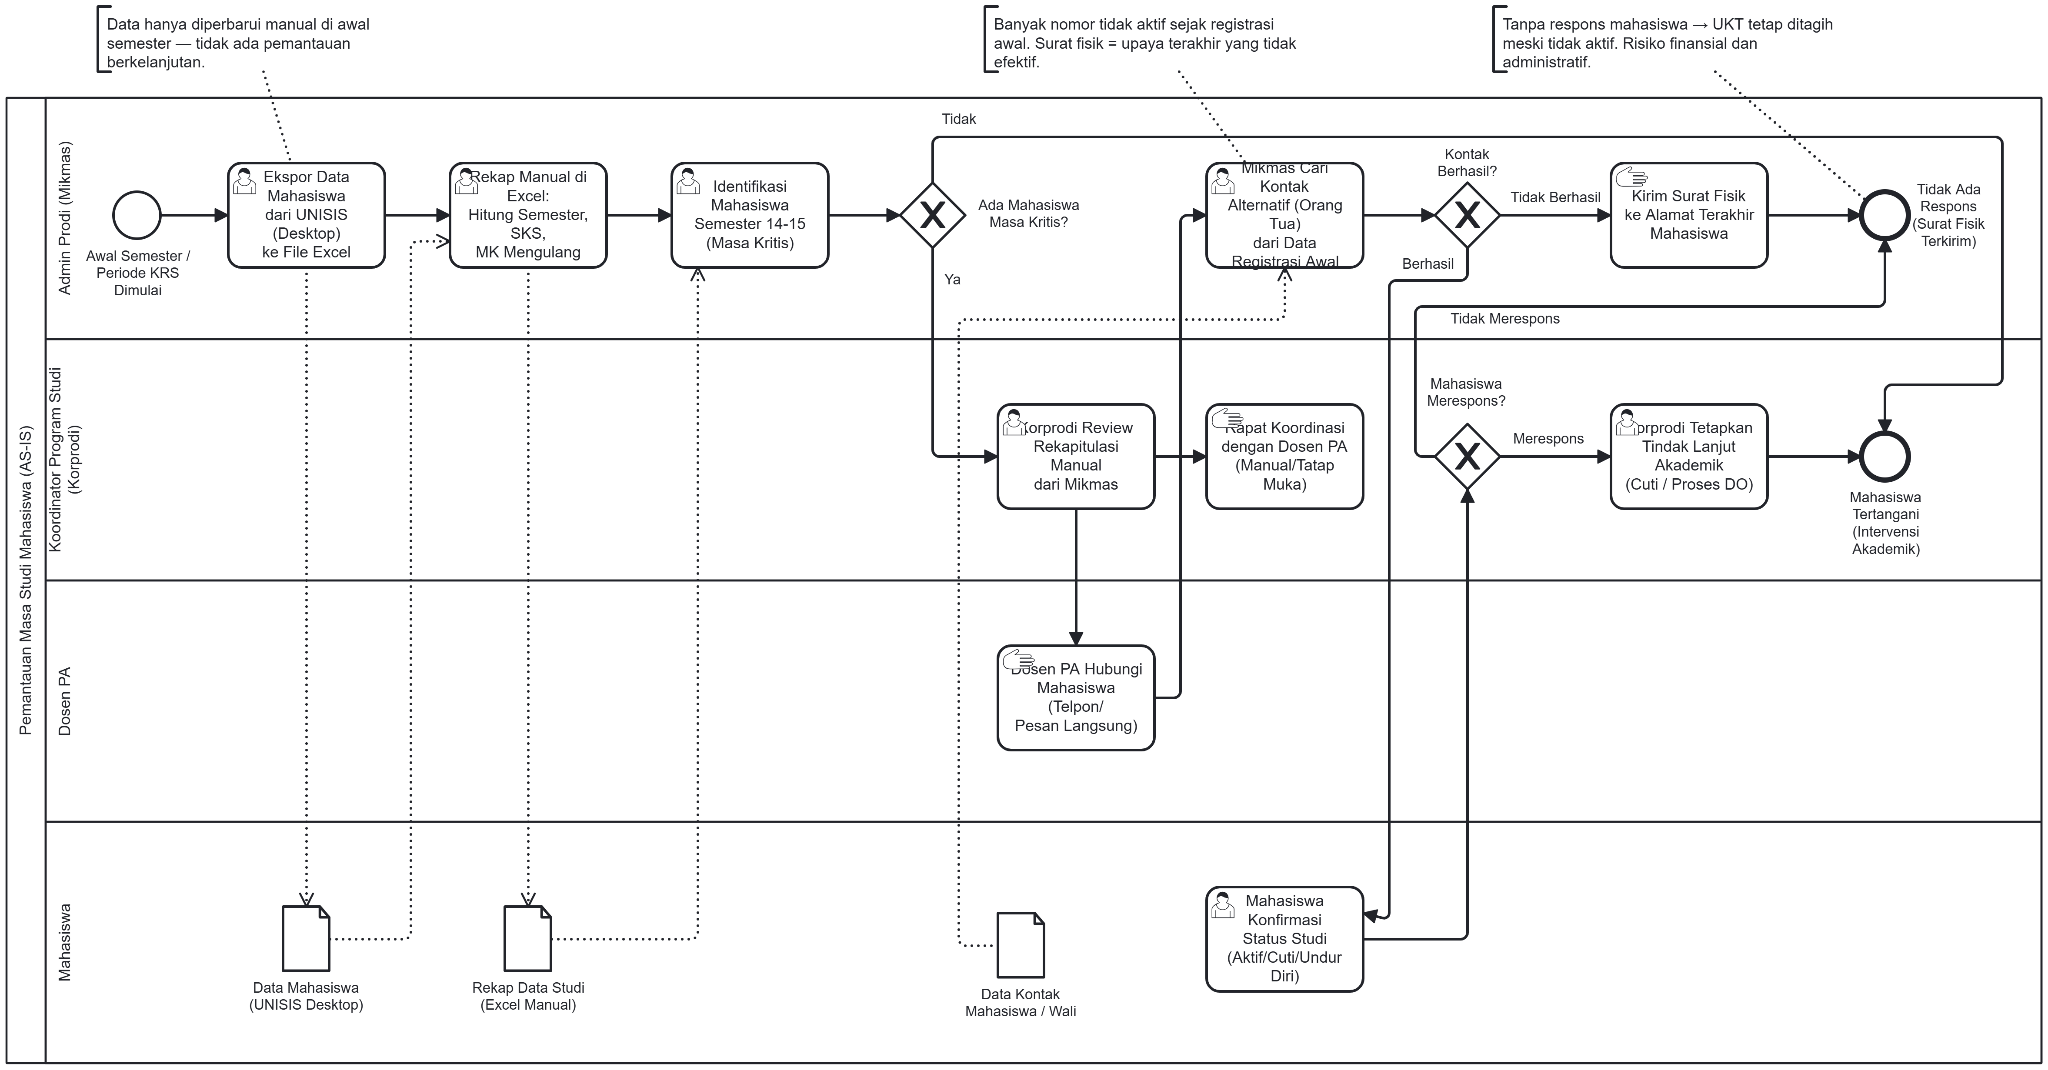 Data hanya diperbarui manual di awal
semester — tidak ada pemantauan
berkelanjutan.
Banyak nomor tidak aktif sejak registrasi
awal. Surat fisik = upaya terakhir yang tidak
efektif.
Tanpa respons mahasiswa → UKT tetap ditagih
meski tidak aktif. Risiko finansial dan
administratif.
Pemantauan Masa Studi Mahasiswa (AS-IS)
Admin Prodi (Mikmas)
Awal Semester /
Periode KRS
Dimulai
Ekspor Data
Mahasiswa
dari UNISIS
(Desktop)
ke File Excel
Rekap Manual di
Excel:
Hitung Semester,
SKS,
MK Mengulang
Identifikasi
Mahasiswa
Semester 14-15
(Masa Kritis)
Tidak
Ada Mahasiswa
Masa Kritis?
Ya
Mikmas Cari
Kontak
Alternatif (Orang
Tua)
dari Data
Registrasi Awal
Kontak
Berhasil?
Tidak Berhasil
Berhasil
Kirim Surat Fisik
ke Alamat Terakhir
Mahasiswa
Tidak Ada
Respons
(Surat Fisik
Terkirim)
Tidak Merespons
Koordinator Program Studi
(Korprodi)
Korprodi Review
Rekapitulasi
Manual
dari Mikmas
Rapat Koordinasi
dengan Dosen PA
(Manual/Tatap
Muka)
Mahasiswa
Merespons?
Merespons
Korprodi Tetapkan
Tindak Lanjut
Akademik
(Cuti / Proses DO)
Mahasiswa
Tertangani
(Intervensi
Akademik)
Dosen PA
Dosen PA Hubungi
Mahasiswa
(Telpon/
Pesan Langsung)
Mahasiswa
Data Mahasiswa
(UNISIS Desktop)
Rekap Data Studi
(Excel Manual)
Data Kontak
Mahasiswa / Wali
Mahasiswa
Konfirmasi
Status Studi
(Aktif/Cuti/Undur
Diri)